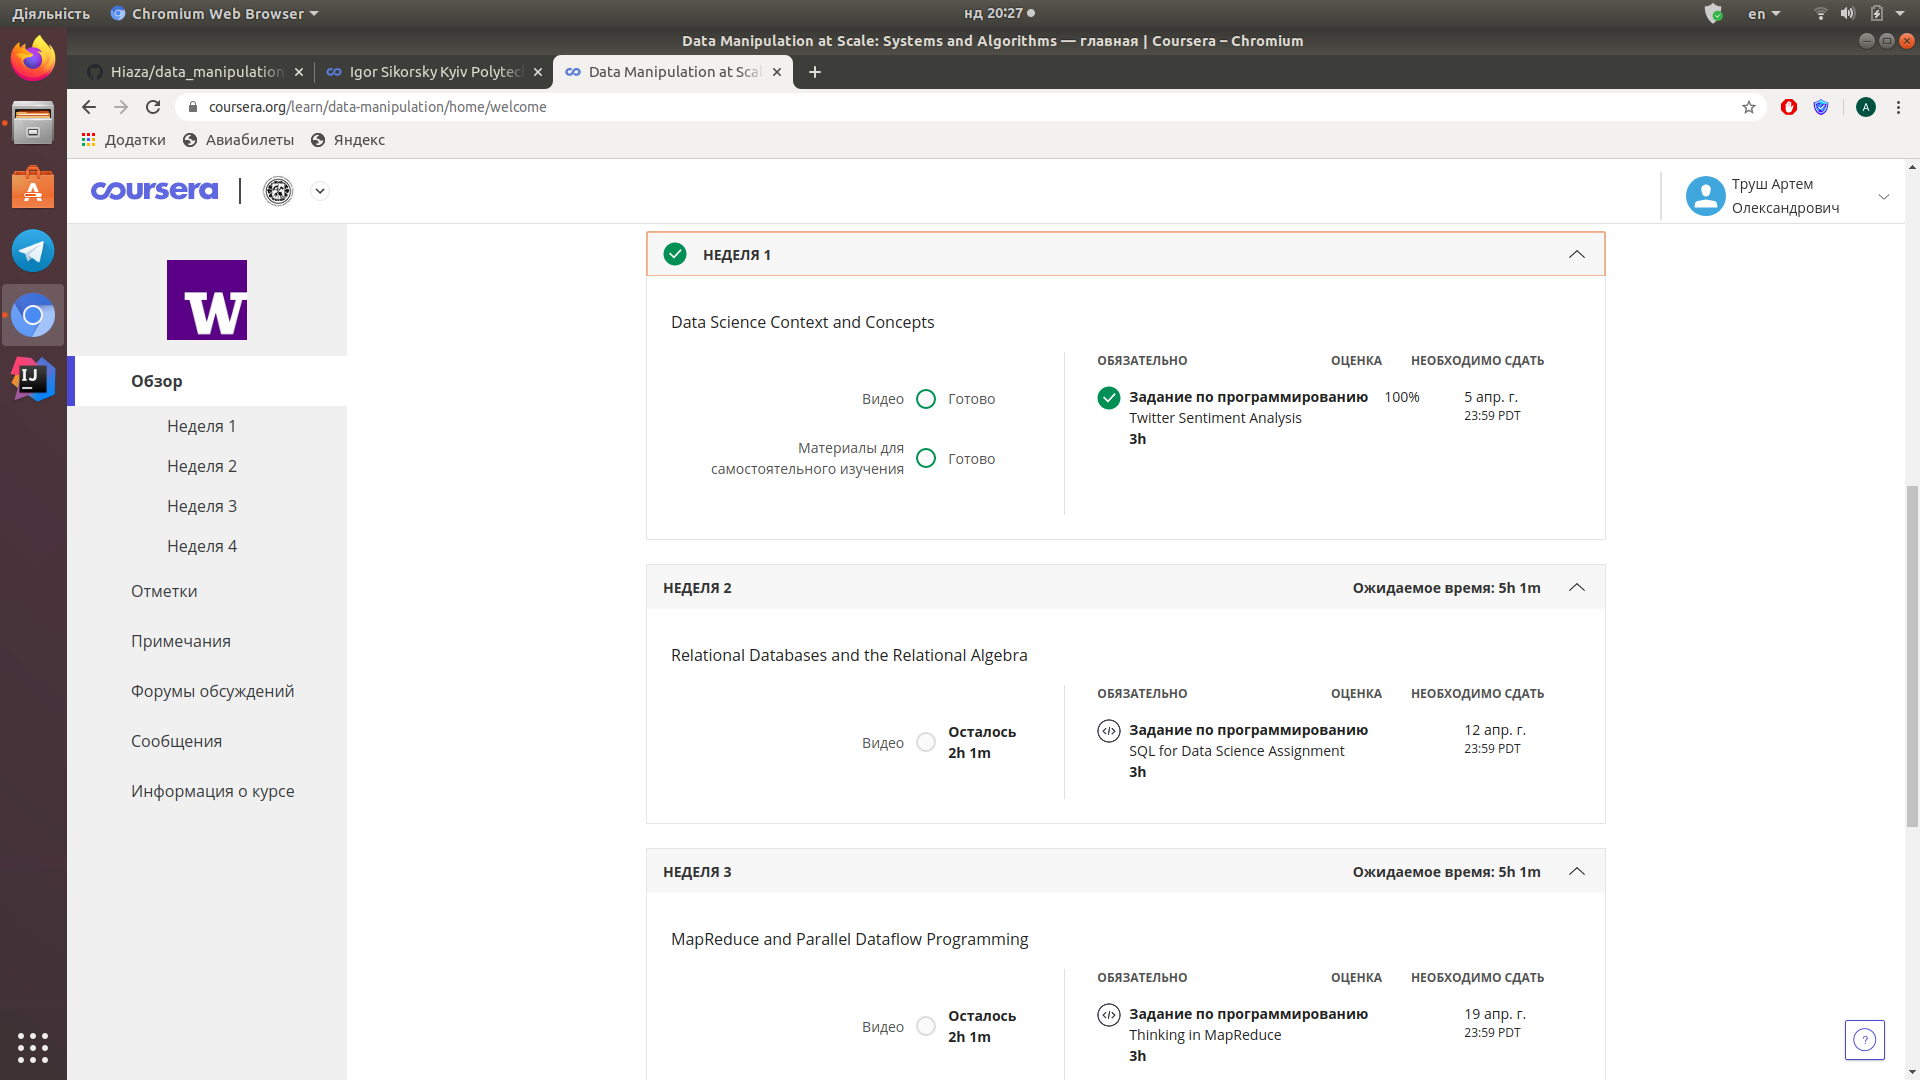 Діяльність
Chromium Web Browser
нд 20:27
en
Data Manipulation at Scale: Systems and Algorithms — главная | Coursera – Chromium
Hiaza/data_manipulation
Igor Sikorsky Kyiv Polytec
Data Manipulation at Scal
coursera.org/learn/data-manipulation/home/welcome
A
Додатки
Авиабилеты
Яндекс
coursera
Труш Артем
Олександрович
W
Обзор
Неделя 1
Неделя 2
Неделя 3
Неделя 4
Отметки
Примечания
Форумы обсуждений
Сообщения
Информация о курсе
НЕДЕЛЯ 1
Data Science Context and Concepts
Видео
Готово
Материалы для
самостоятельного изучения
Готово
ОБЯЗАТЕЛЬНО ОЦЕНКА НЕОБХОДИМО СДАТЬ
Задание по программированию 100% 5 апр. г.
Twitter Sentiment Analysis 23:59 PDT
3h
НЕДЕЛЯ 2 Ожидаемое время: 5h 1m
Relational Databases and the Relational Algebra
Видео
Осталось
2h 1m
ОБЯЗАТЕЛЬНО ОЦЕНКА НЕОБХОДИМО СДАТЬ
Задание по программированию 12 апр. г.
SQL for Data Science Assignment 23:59 PDT
3h
НЕДЕЛЯ 3 Ожидаемое время: 5h 1m
MapReduce and Parallel Dataflow Programming
Видео
Осталось
2h 1m
ОБЯЗАТЕЛЬНО ОЦЕНКА НЕОБХОДИМО СДАТЬ
Задание по программированию 19 апр. г.
Thinking in MapReduce 23:59 PDT
3h
IJ
?